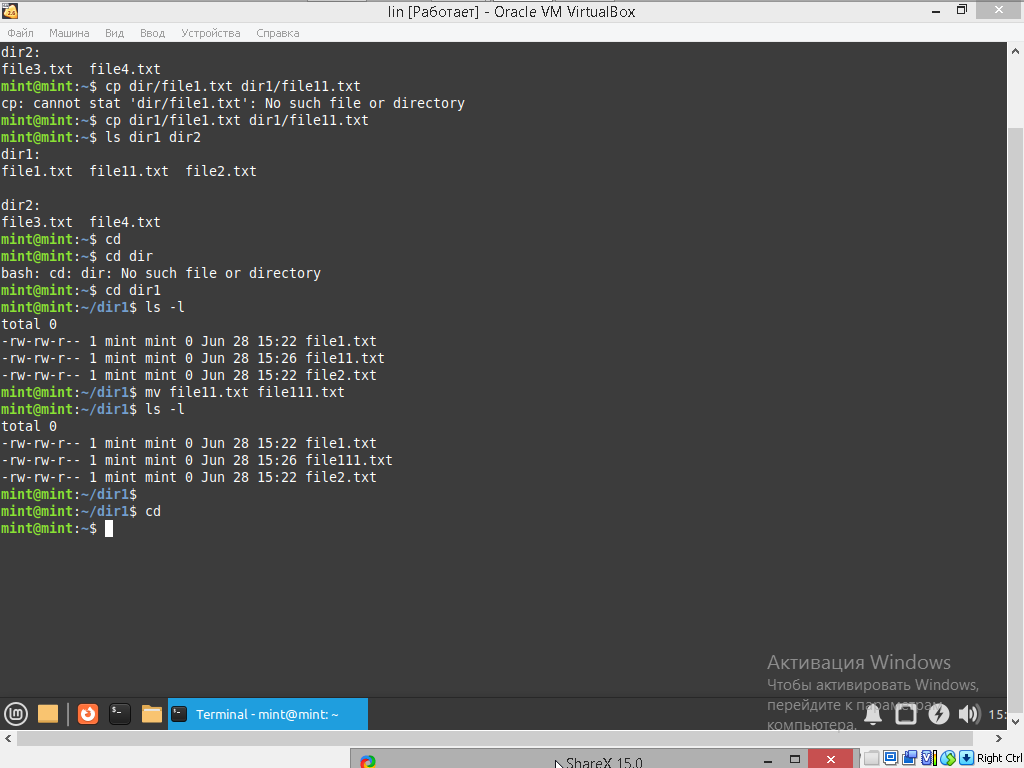 lin [Работает] - Oracle VM VirtualBox
Файл Машина Вид Ввод Устройства Справка
dir2:
file3.txt  file4.txt
mint@mint:~$ cp dir/file1.txt dir1/file11.txt
cp: cannot stat 'dir/file1.txt': No such file or directory
mint@mint:~$ cp dir1/file1.txt dir1/file11.txt
mint@mint:~$ ls dir1 dir2
dir1:
file1.txt  file11.txt  file2.txt
dir2:
file3.txt  file4.txt
mint@mint:~$ cd
mint@mint:~$ cd dir
bash: cd: dir: No such file or directory
mint@mint:~$ cd dir1
mint@mint:~/dir1$ ls -l
total 0
-rw-rw-r-- 1 mint mint 0 Jun 28 15:22 file1.txt
-rw-rw-r-- 1 mint mint 0 Jun 28 15:26 file11.txt
-rw-rw-r-- 1 mint mint 0 Jun 28 15:22 file2.txt
mint@mint:~/dir1$ mv file11.txt file111.txt
mint@mint:~/dir1$ ls -l
total 0
-rw-rw-r-- 1 mint mint 0 Jun 28 15:22 file1.txt
-rw-rw-r-- 1 mint mint 0 Jun 28 15:26 file111.txt
-rw-rw-r-- 1 mint mint 0 Jun 28 15:22 file2.txt
mint@mint:~/dir1$
mint@mint:~/dir1$ cd
mint@mint:~$
Активация Windows
Чтобы активировать Windows,
перейдите к параметрам
компьютера.
Terminal - mint@mint: ~
15:
ShareX 15.0
Right Ctrl